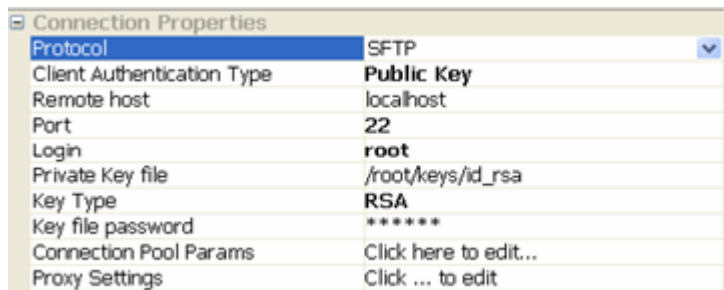 Connection Properties
Protocol SFTP
Client Authentication Type Public Key
Remote host localhost
Port 22
Login root
Private Key file /root/keys/id_rsa
Key Type RSA
Key file password ******
Connection Pool Params Click here to edit...
Proxy Settings Click ... to edit